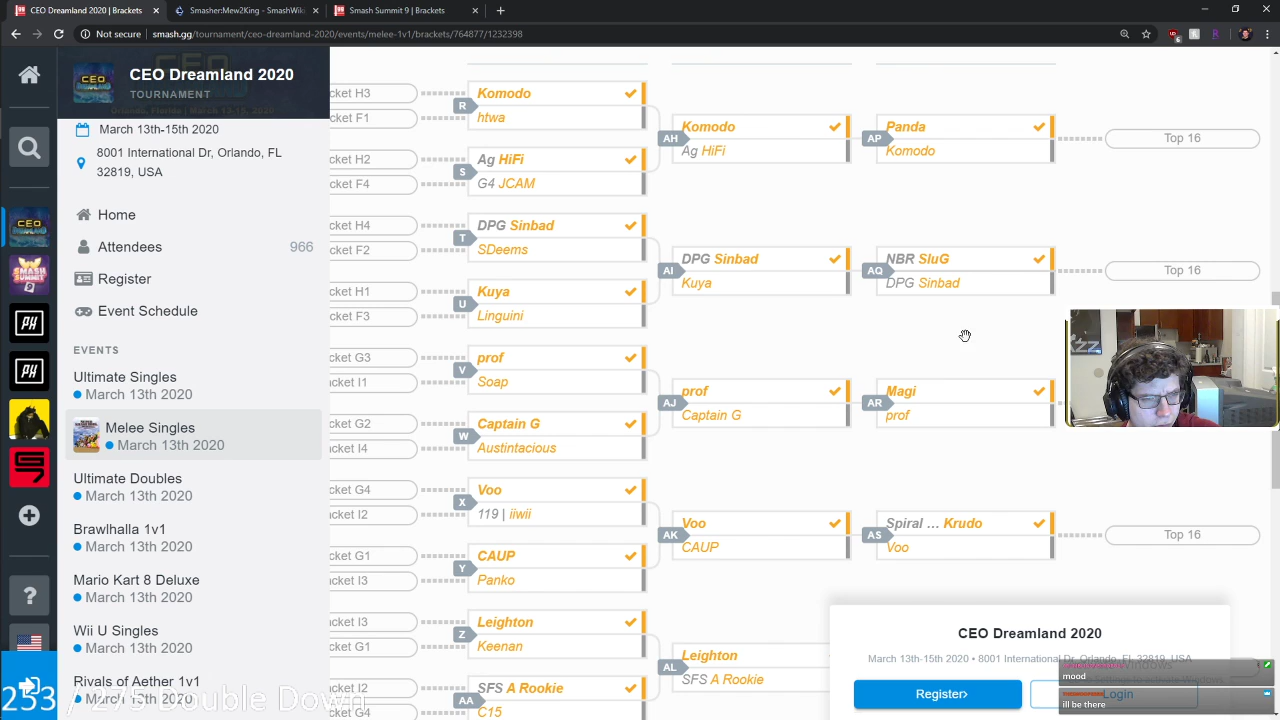 CEO Dreamland 2020 | Brackets
Smasher:Mew2King - SmashWiki
Smash Summit 9 | Brackets
Not secure
smash.gg/tournament/ceo-dreamland-2020/events/melee-1v1/brackets/764877/1232398
CEO Dreamland 2020
TOURNAMENT
Orlando, Florida | March 13-15, 2020
March 13th-15th 2020
8001 International Dr, Orlando, FL
32819, USA
Home
Attendees 966
Register
Event Schedule
EVENTS
Ultimate Singles
March 13th 2020
Melee Singles
March 13th 2020
Ultimate Doubles
March 13th 2020
Brawlhalla 1v1
March 13th 2020
Mario Kart 8 Deluxe
March 13th 2020
Wii U Singles
March 13th 2020
Rivals of Aether 1v1
March 13th 2020
cket H3
cket F1
R
Komodo
htwa
cket H2
cket F4
S
Ag HiFi
G4 JCAM
cket H4
cket F2
T
DPG Sinbad
SDeems
cket F3
U
Kuya
Linguini
cket G3
cket I1
V
prof
Soap
cket G2
cket I4
W
Captain G
Austintacious
cket G4
cket I2
X
Voo
119 | iiwii
cket G1
cket I3
Y
CAUP
Panko
cket I3
cket G1
Z
Leighton
Keenan
cket I2
cket G4
AA
SFS A Rookie
C15
AH
Komodo
Ag HiFi
AI
DPG Sinbad
Kuya
AJ
prof
Captain G
AK
Voo
CAUP
AL
Leighton
SFS A Rookie
AP
Panda
Komodo
Top 16
AQ
NBR SluG
DPG Sinbad
Top 16
AR
Magi
prof
AS
Spiral … Krudo
Voo
Top 16
CEO Dreamland 2020
March 13th-15th 2020 • 8001 International Dr, Orlando, FL 32819, USA
Register
Login
mood
ill be there